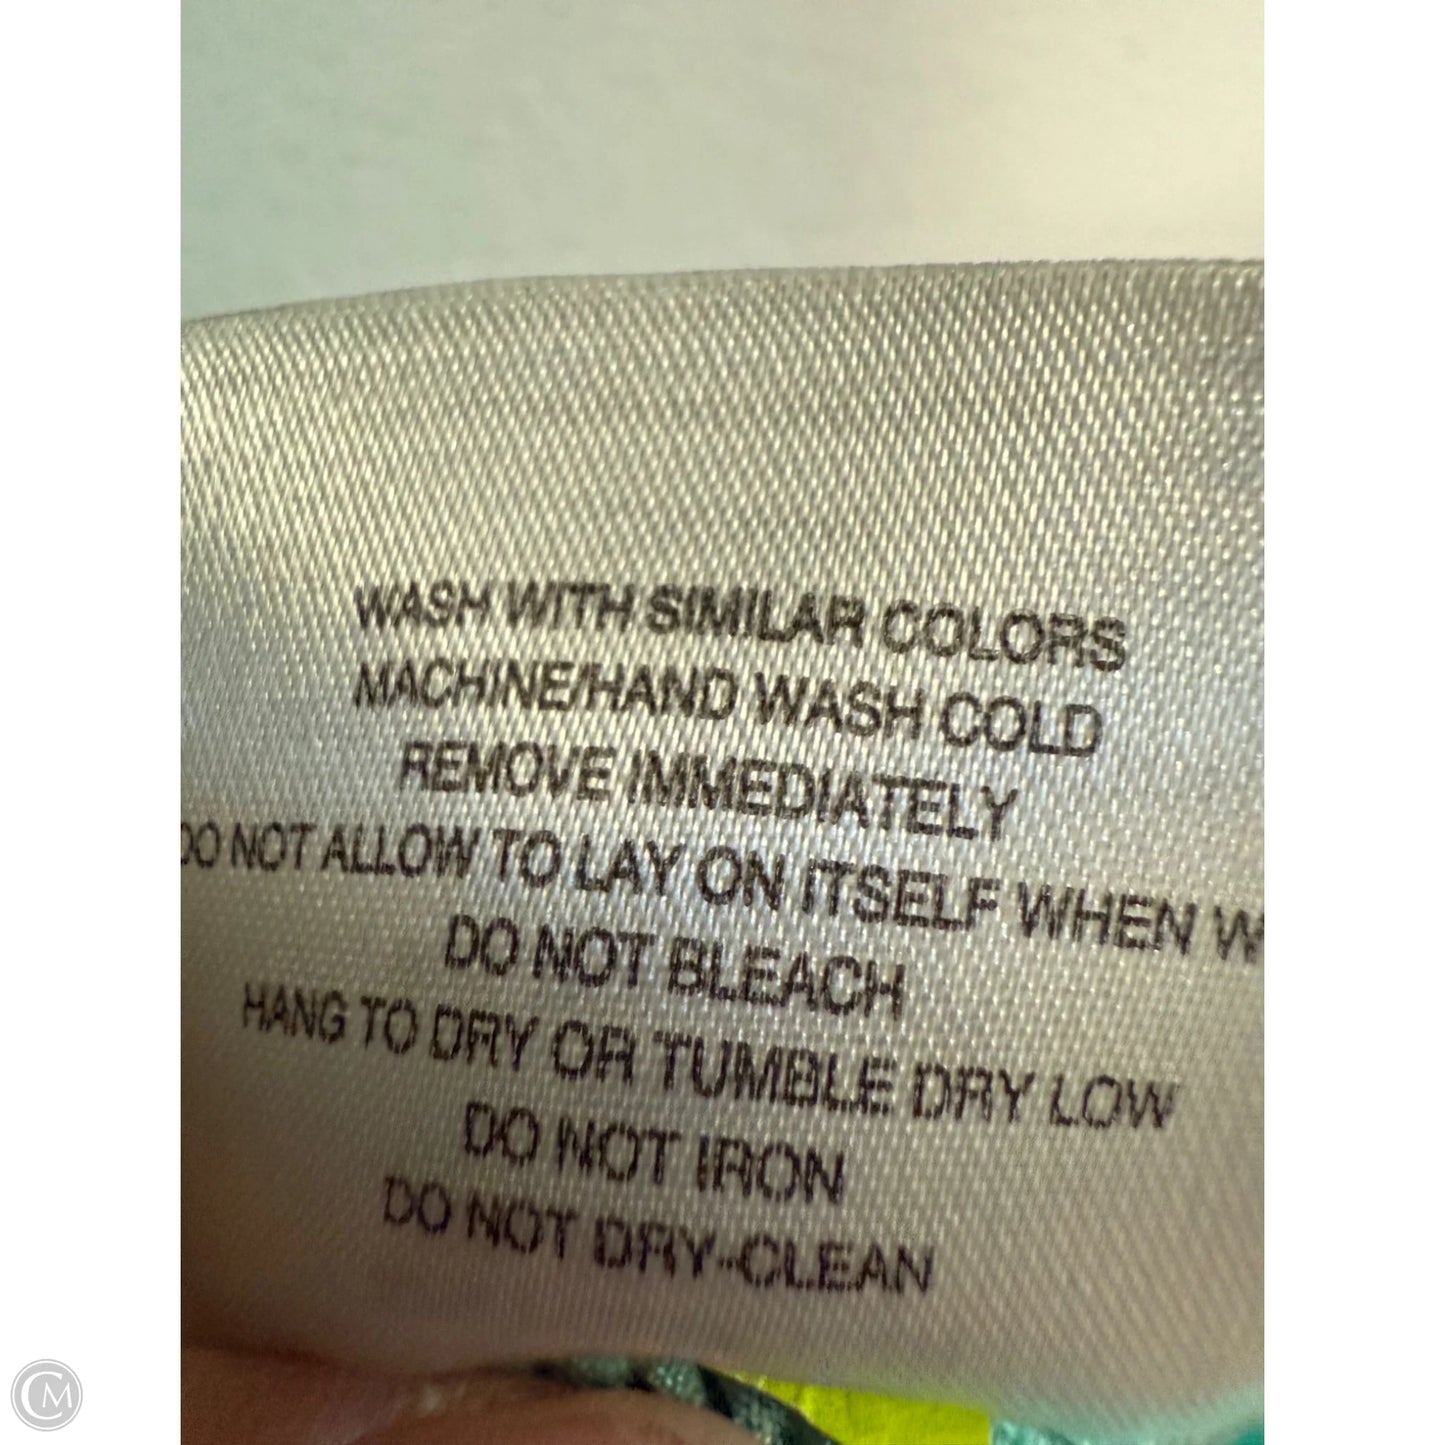 WASH WITH SIMILAR COLORS
MACHINE/HAND WASH COLD
REMOVE IMMEDIATELY
DO NOT ALLOW TO LAY ON ITSELF WHEN W
DO NOT BLEACH
HANG TO DRY OR TUMBLE DRY LOW
DO NOT IRON
DO NOT DRY-CLEAN
CM